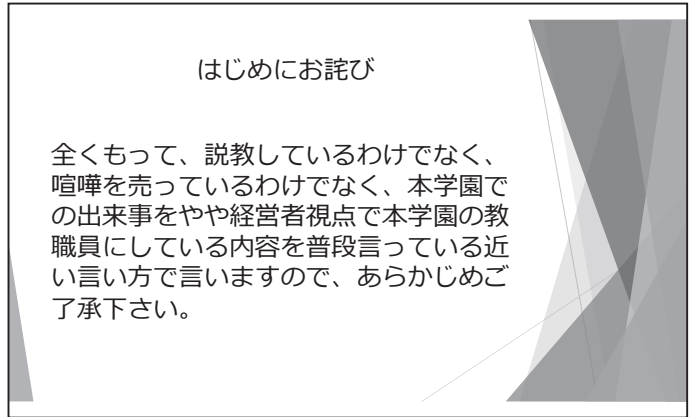 はじめにお詫び
全くもって、説教しているわけでなく、
喧嘩を売っているわけでなく、本学園で
の出来事をやや経営者視点で本学園の教
職員にしている内容を普段言っている近
い言い方で言いますので、あらかじめご
了承下さい。